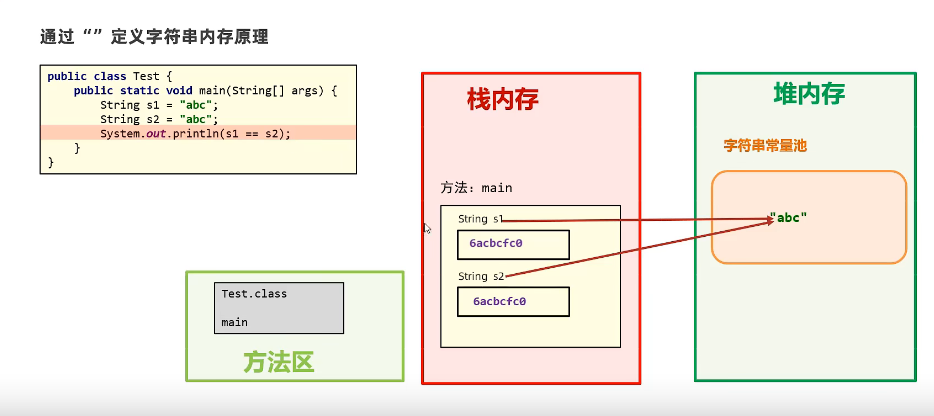 通过“”定义字符串内存原理
public class Test {
public static void main(String[] args) {
String s1 = "abc";
String s2 = "abc";
System.out.println(s1 == s2);
}
}
栈内存
方法：main
String s1
6acbcfc0
String s2
6acbcfc0
堆内存
字符串常量池
"abc"
Test.class
main
方法区